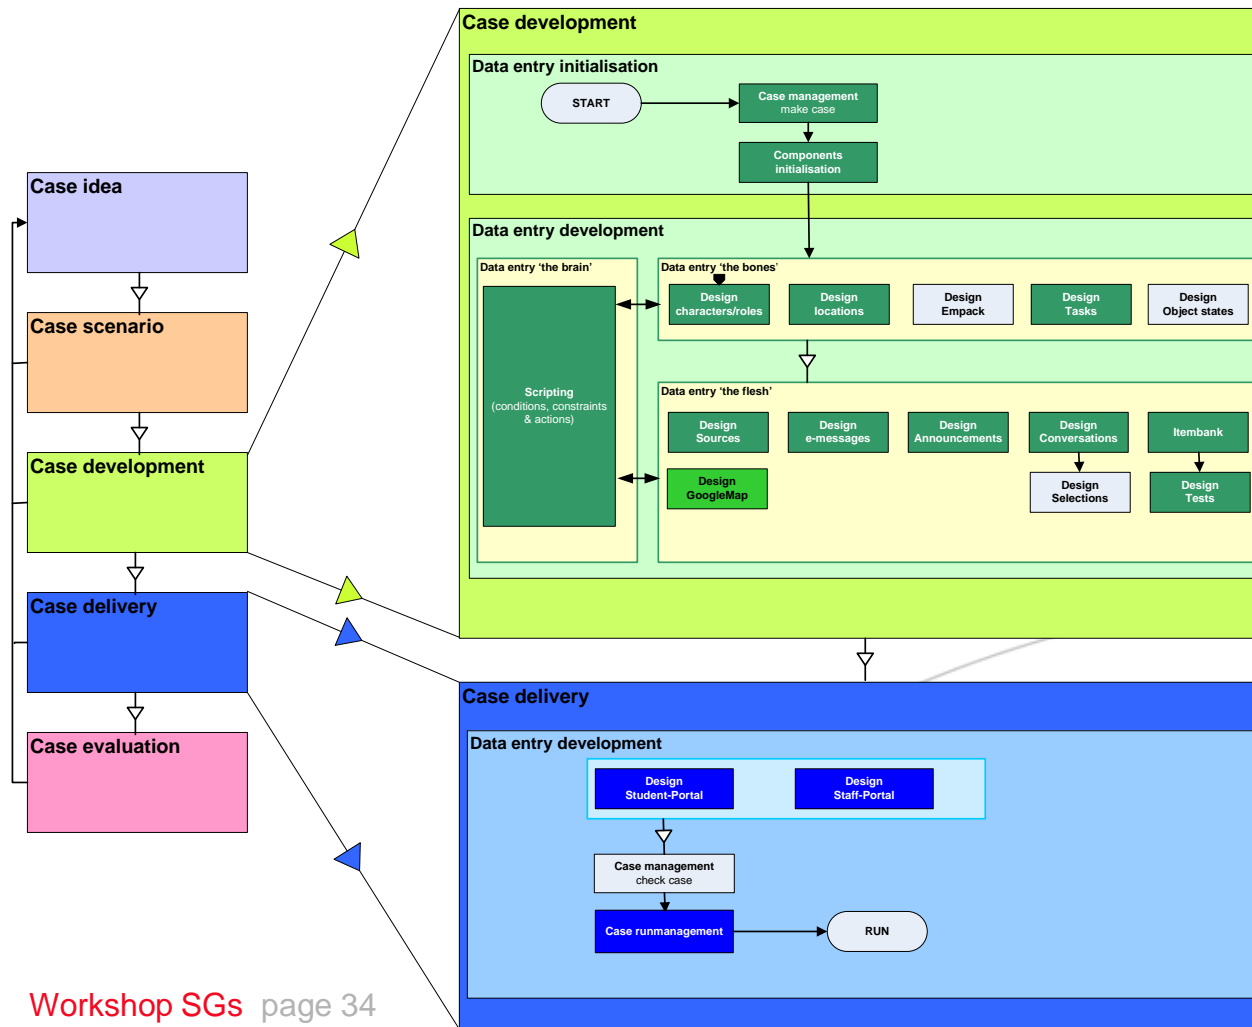 Case idea
Case scenario
Case development
Case delivery
Case evaluation
Case development
Data entry initialisation
START
Case management
make case
Components
initialisation
Data entry development
Data entry 'the brain'
Scripting
(conditions, constraints
& actions)
Data entry 'the bones'
Design
characters/roles
Design
locations
Design
Empack
Design
Tasks
Design
Object states
Data entry 'the flesh'
Design
Sources
Design
e-messages
Design
Announcements
Design
Conversations
Itembank
Design
GoogleMap
Design
Selections
Design
Tests
Case delivery
Data entry development
Design
Student-Portal
Design
Staff-Portal
Case management
check case
Case runmanagement
RUN
Workshop SGs page 34